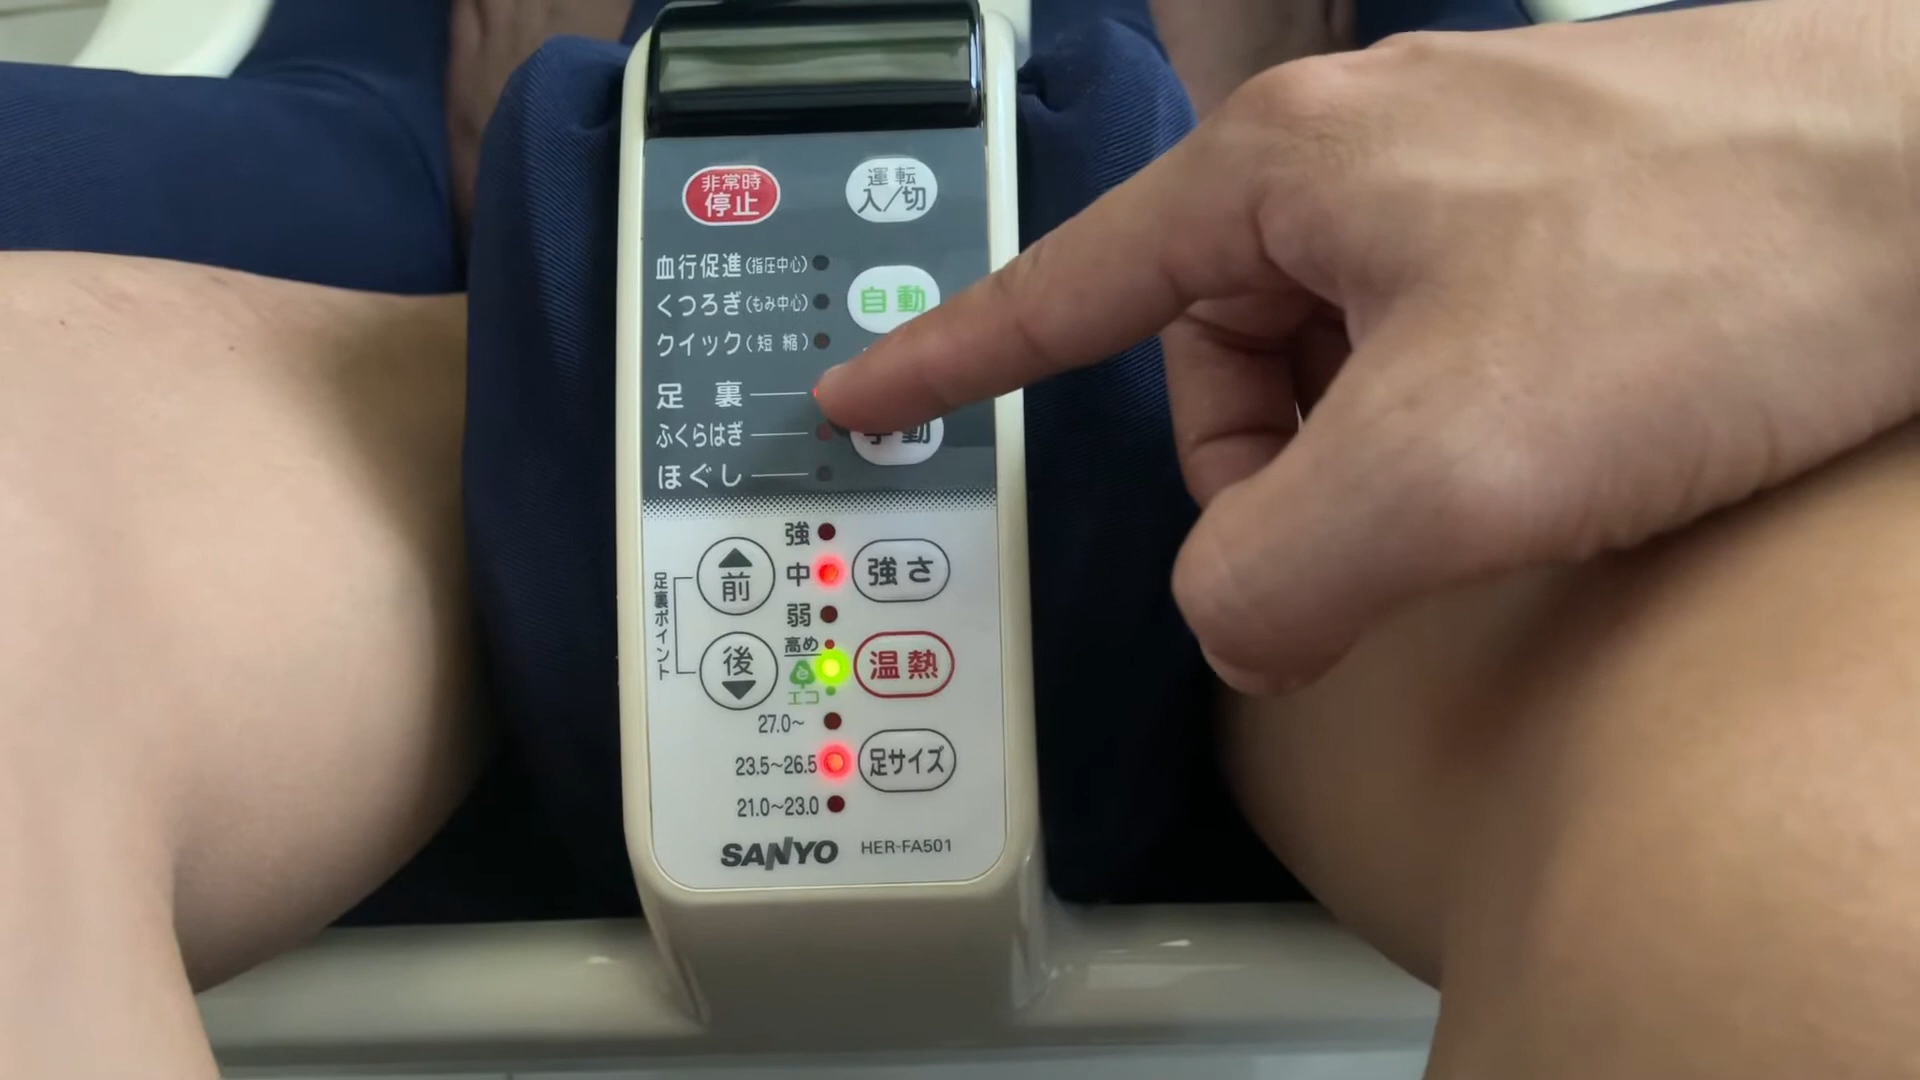 非常時
停止
運転
入/切
血行促進(指圧中心)
くつろぎ(もみ中心)
クイック(短縮)
自動
足裏
ふくらはぎ
ほぐし
手動
強
中
弱
強さ
前
後
足裏ポイント
高め
エコ
温熱
27.0~
23.5~26.5
21.0~23.0
足サイズ
SANYO HER-FA501